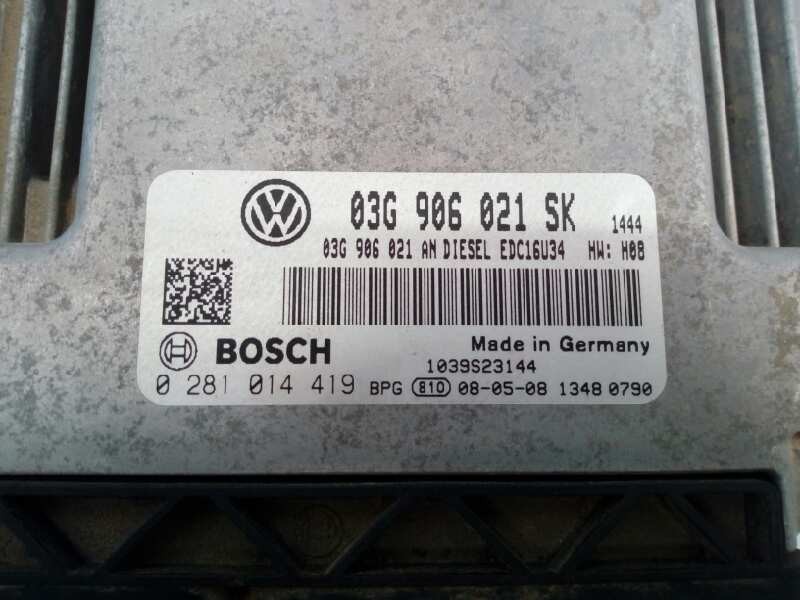 03G 906 021 SK 1444
03G 906 021 AN DIESEL EDC16U34 HW: H08
BOSCH
Made in Germany
1039S23144
0 281 014 419 BPG 810 08-05-08 1348 0790